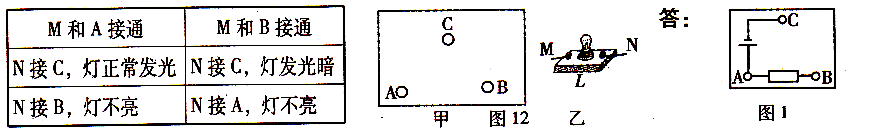 M和A接通 M和B接通
N接C,灯正常发光 N接C,灯发光暗
N接B,灯不亮 N接A,灯不亮
C
A B
甲 图12
M N
L
乙
答:
C
A B
图1